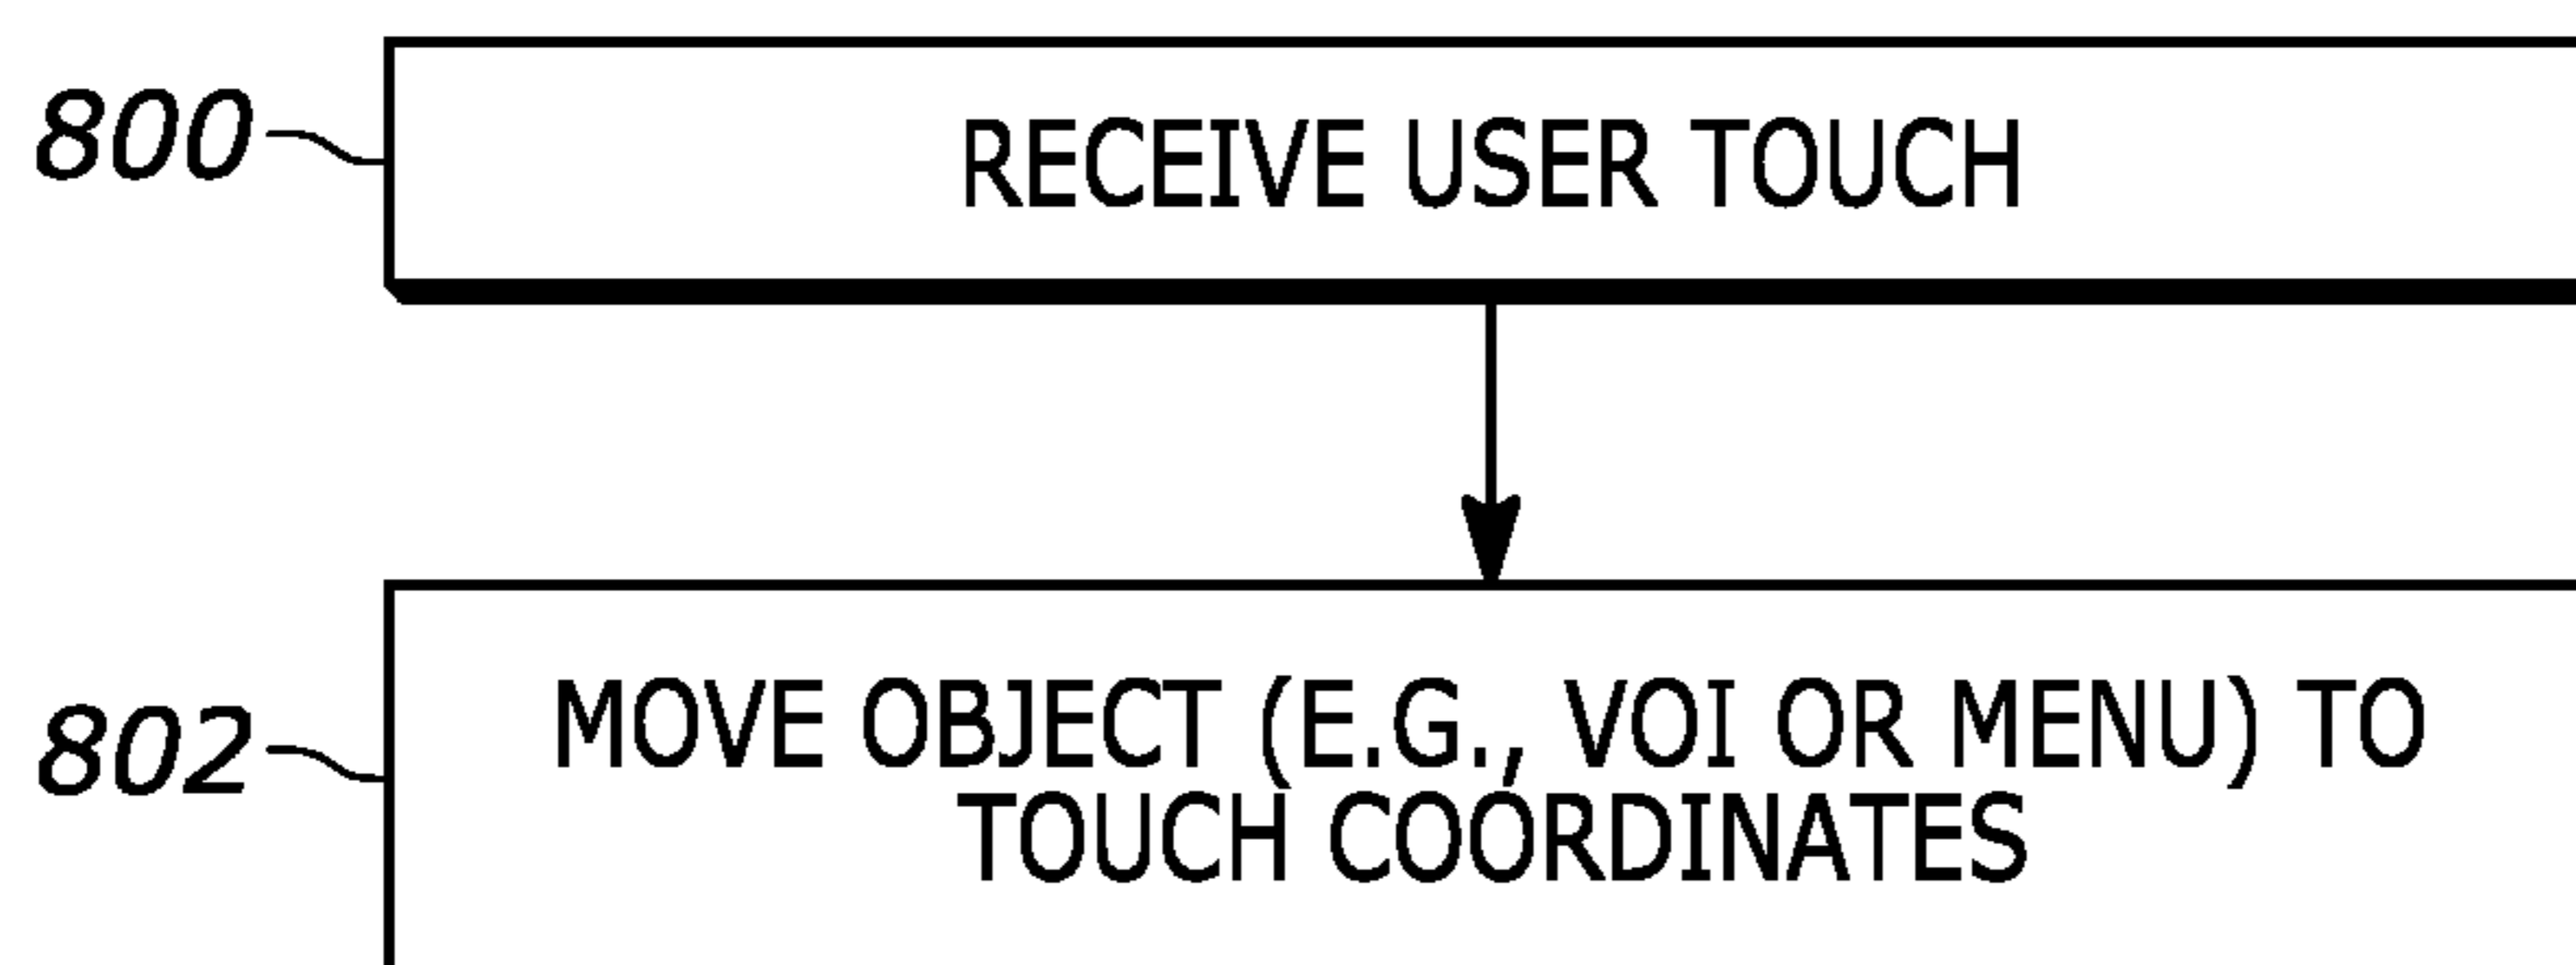 800
RECEIVE USER TOUCH
802
MOVE OBJECT (E.G., VOI OR MENU) TO
TOUCH COORDINATES